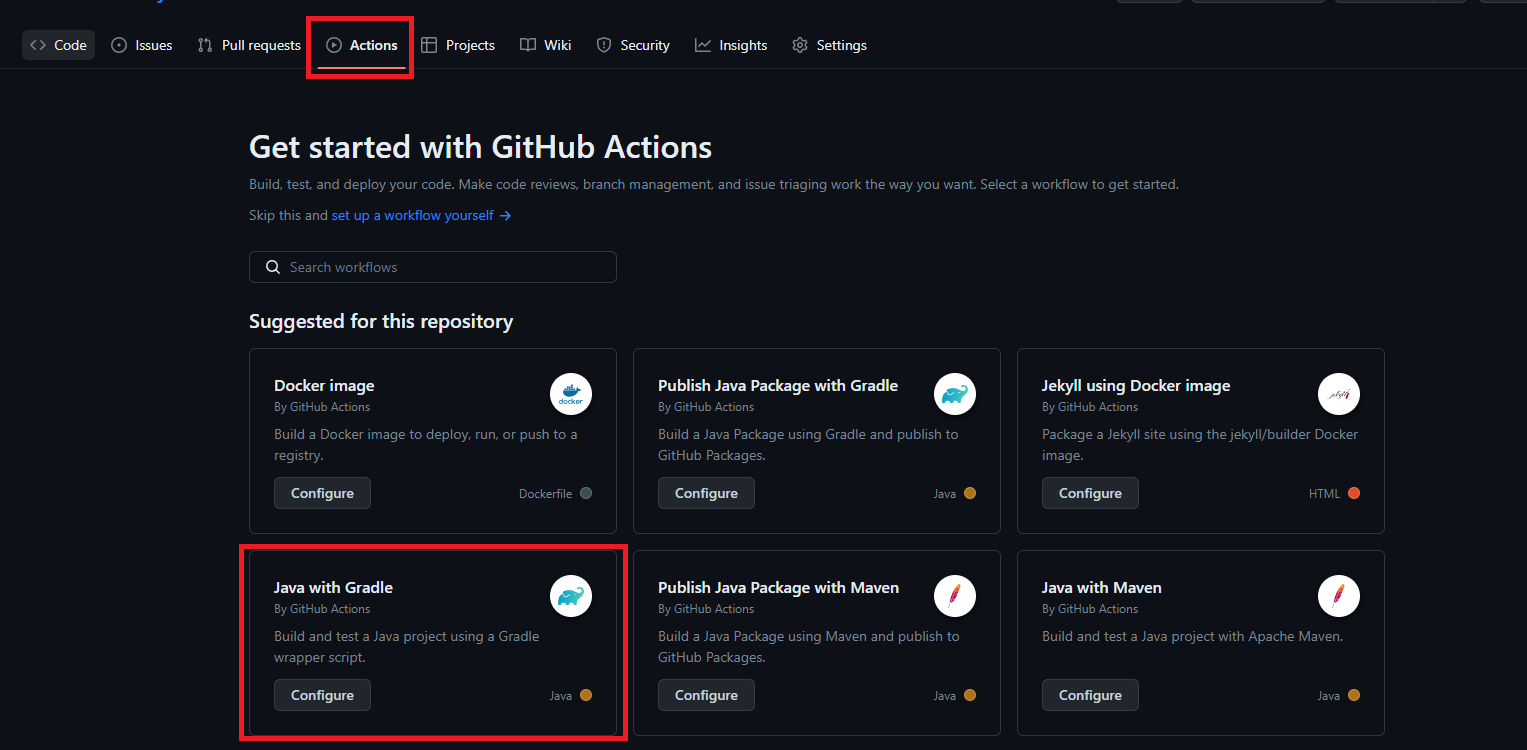 Code Issues Pull requests Actions Projects Wiki Security Insights Settings
Get started with GitHub Actions
Build, test, and deploy your code. Make code reviews, branch management, and issue triaging work the way you want. Select a workflow to get started.
Skip this and set up a workflow yourself →
Search workflows
Suggested for this repository
Docker image
By GitHub Actions
docker
Build a Docker image to deploy, run, or push to a
registry.
Configure
Dockerfile
Publish Java Package with Gradle
By GitHub Actions
Build a Java Package using Gradle and publish to
GitHub Packages.
Configure
Java
Jekyll using Docker image
By GitHub Actions
jekyll
Package a Jekyll site using the jekyll/builder Docker
image.
Configure
HTML
Java with Gradle
By GitHub Actions
Build and test a Java project using a Gradle
wrapper script.
Configure
Java
Publish Java Package with Maven
By GitHub Actions
Build a Java Package using Maven and publish to
GitHub Packages.
Configure
Java
Java with Maven
By GitHub Actions
Build and test a Java project with Apache Maven.
Configure
Java